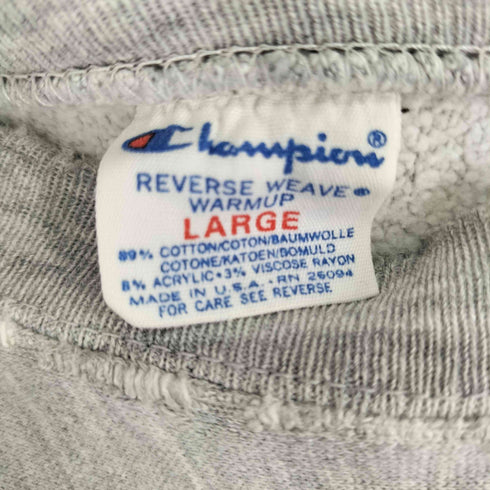 Champion®
REVERSE WEAVE®
WARMUP
LARGE
89% COTTON/COTON/BAUMWOLLE
COTONE/KATOEN/BOMULD
8% ACRYLIC•3% VISCOSE RAYON
MADE IN U.S.A.•RN 26094
FOR CARE SEE REVERSE